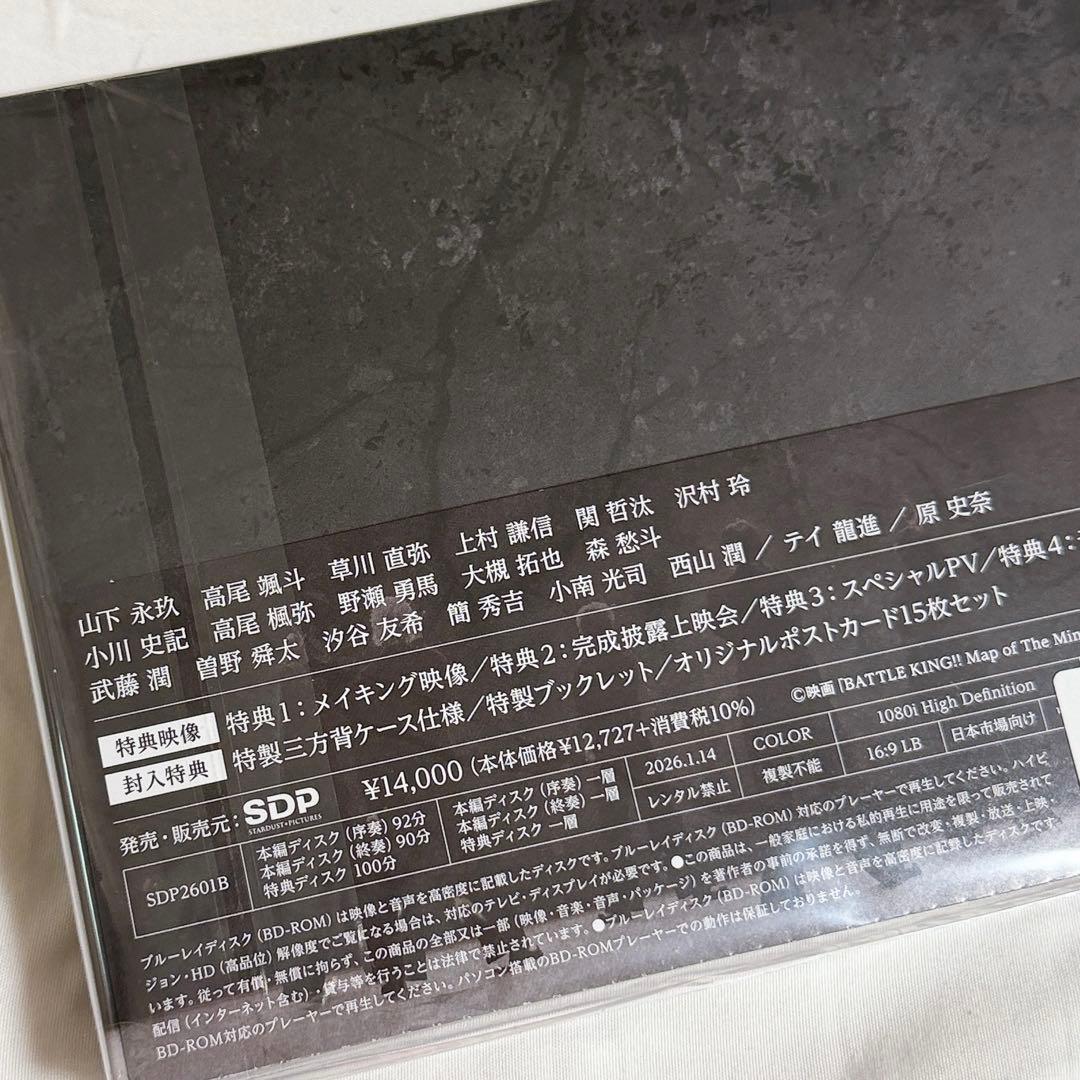 山下 永玖　高尾 颯斗　草川 直弥　上村 謙信　関 哲汰　沢村 玲
小川 史記　高尾 楓弥　野瀬 勇馬　大槻 拓也　森 愁斗
武藤 潤　曽野 舜太　汐谷 友希　簡 秀吉　小南 光司　西山 潤 / テイ 龍進 / 原 史奈
特典映像 特典1：メイキング映像/特典2：完成披露上映会/特典3：スペシャルPV/特典4：
封入特典 特製三方背ケース仕様/特製ブックレット/オリジナルポストカード15枚セット
発売・販売元：SDP STARDUST★PICTURES ¥14,000（本体価格¥12,727+消費税10%） ©映画「BATTLE KING!! Map of The
SDP2601B
本編ディスク（序奏）92分
本編ディスク（終奏）90分
特典ディスク 100分
本編ディスク（序奏）一層
本編ディスク（終奏）一層
特典ディスク 一層
2026.1.14
レンタル禁止
COLOR
複製不能
1080i High Definition
16:9 LB
日本市場向け
ブルーレイディスク（BD-ROM）は映像と音声を高密度に記載したディスクです。ブルーレイディスク（BD-ROM）対応のプレーヤーで再生してください。ハイビ
ジョン・HD（高品位）解像度でご覧になる場合は、対応のテレビ・ディスプレイが必要です。●この商品は、一般家庭における私的再生に用途を限って販売されて
います。従って有償・無償に拘らず、この商品の全部又は一部（映像・音楽・音声・パッケージ）を著作者の事前の承諾を得ず、無断で改変・複製・放送・上映・
配信（インターネット含む）・貸与等を行うことは法律で禁止されています。●ブルーレイディスク（BD-ROM）は映像と音声を高密度に記録したディスクです。
BD-ROM対応のプレーヤーで再生してください。パソコン搭載のBD-ROMプレーヤーでの動作は保証しておりません。